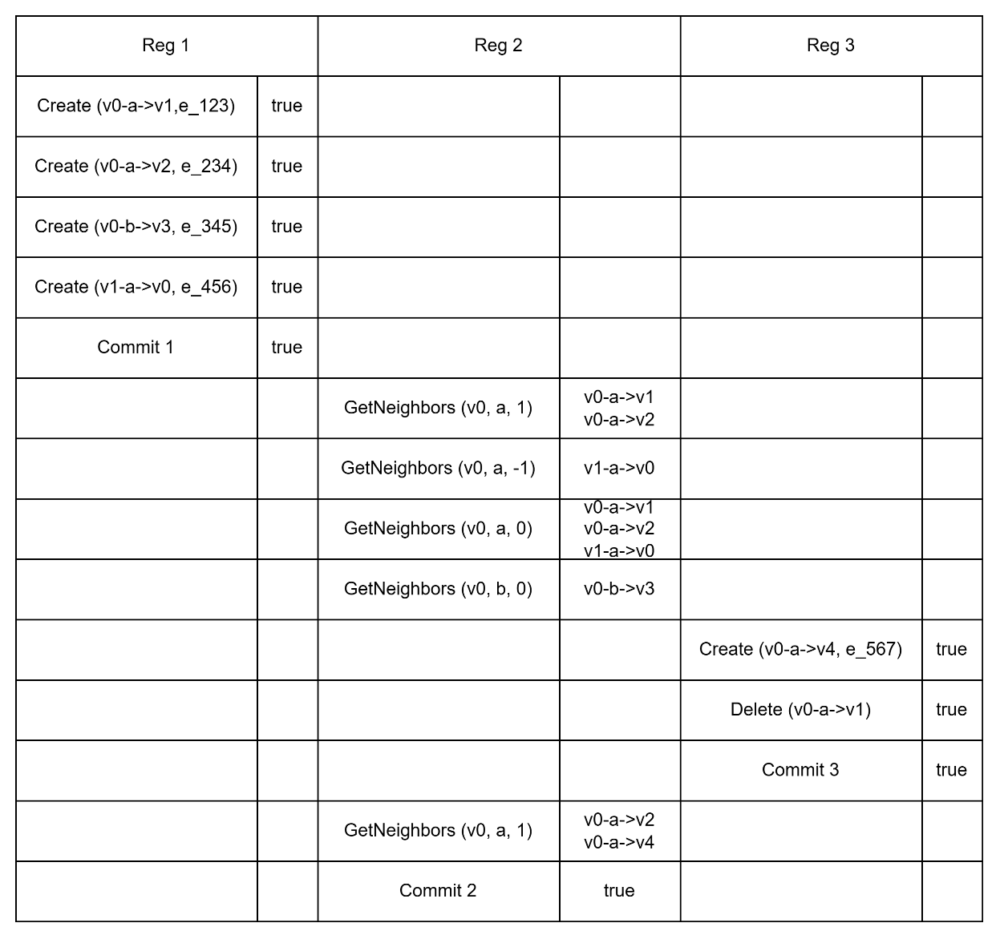 Reg 1
Reg 2
Reg 3
Create (v0-a->v1,e_123)
true
Create (v0-a->v2, e_234)
true
Create (v0-b->v3, e_345)
true
Create (v1-a->v0, e_456)
true
Commit 1
true
GetNeighbors (v0, a, 1)
v0-a->v1
v0-a->v2
GetNeighbors (v0, a, -1)
v1-a->v0
GetNeighbors (v0, a, 0)
v0-a->v1
v0-a->v2
v1-a->v0
GetNeighbors (v0, b, 0)
v0-b->v3
Create (v0-a->v4, e_567)
true
Delete (v0-a->v1)
true
Commit 3
true
GetNeighbors (v0, a, 1)
v0-a->v2
v0-a->v4
Commit 2
true